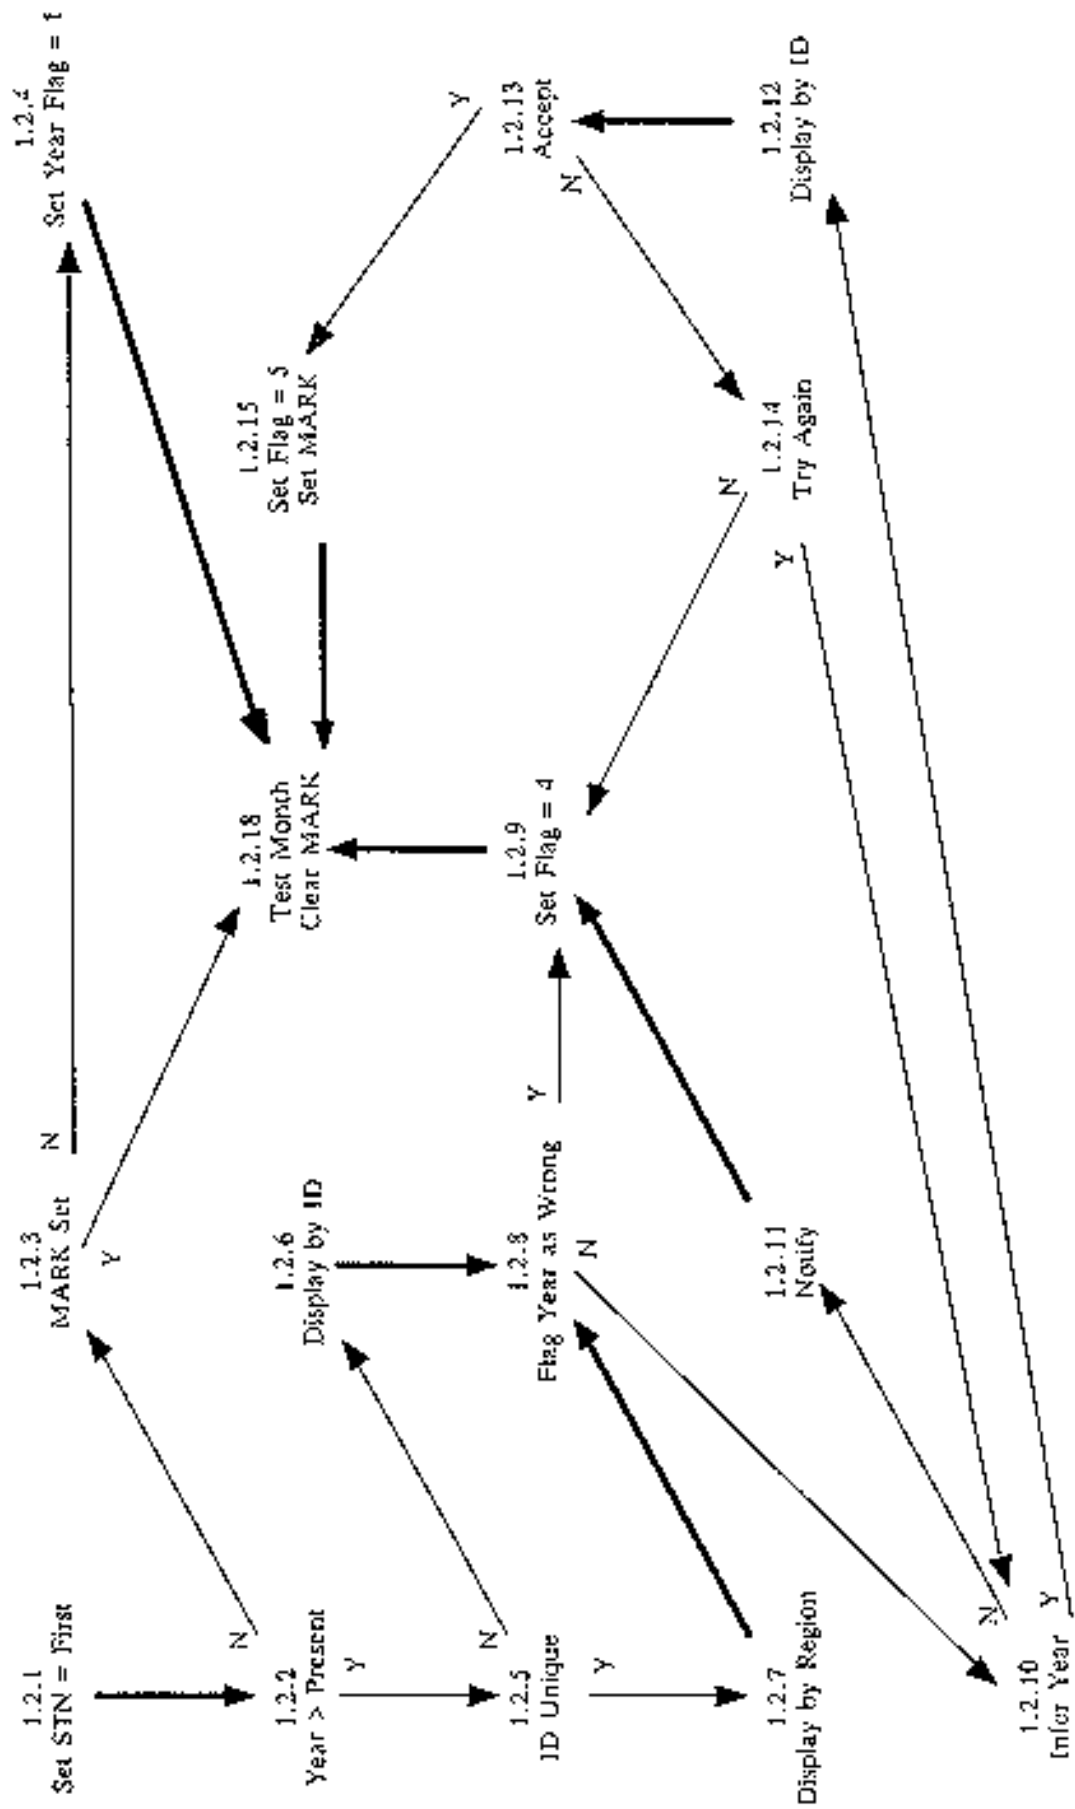 1.2.1
Set STN = First
1.2.3
MARK Set
N
Y
1.2.4
Set Year Flag = 1
1.2.2
Year > Present
N
Y
1.2.6
Display by ID
1.2.18
Test Month
Clear MARK
1.2.15
Set Flag = 5
Set MARK
Y
1.2.5
ID Unique
N
Y
1.2.8
Flag Year as Wrong
Y
N
1.2.9
Set Flag = 4
1.2.13
Accept
N
1.2.7
Display by Region
1.2.11
Notify
1.2.14
Try Again
N
Y
1.2.12
Display by ID
1.2.10
Infer Year
N
Y